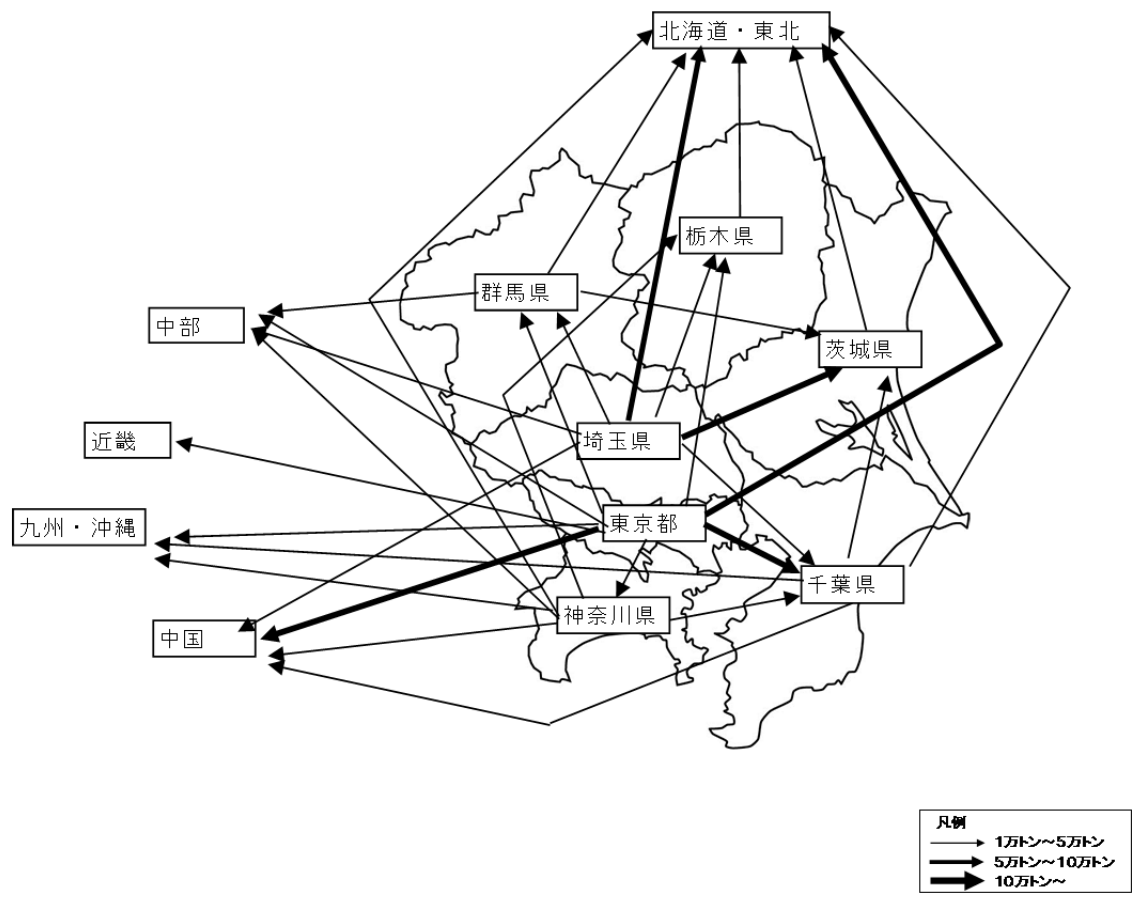 北海道・東北
栃木県
群馬県
中部
茨城県
近畿
埼玉県
九州・沖縄
東京都
千葉県
神奈川県
中国
凡例
1万トン～5万トン
5万トン～10万トン
10万トン～